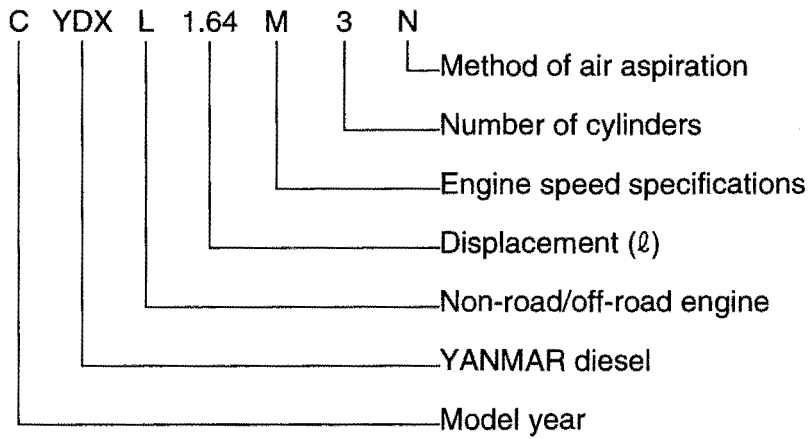 C YDX L 1.64 M 3 N
Method of air aspiration
Number of cylinders
Engine speed specifications
Displacement (ℓ)
Non-road/off-road engine
YANMAR diesel
Model year